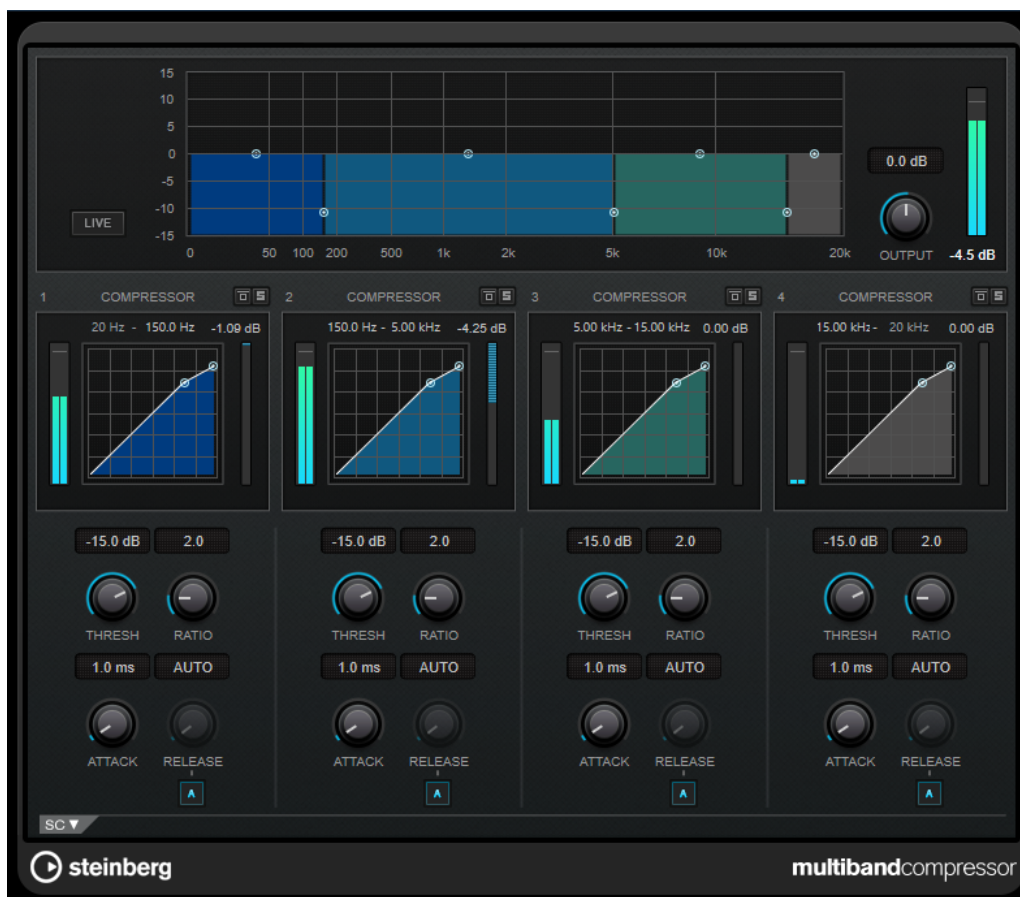 15
10
5
0
-5
-10
-15
LIVE
0 50 100 200 500 1k 2k 5k 10k 20k
0.0 dB
OUTPUT -4.5 dB
1 COMPRESSOR S 2 COMPRESSOR S 3 COMPRESSOR S 4 COMPRESSOR S
20 Hz - 150.0 Hz -1.09 dB 150.0 Hz - 5.00 kHz -4.25 dB 5.00 kHz - 15.00 kHz 0.00 dB 15.00 kHz - 20 kHz 0.00 dB
-15.0 dB 2.0 -15.0 dB 2.0 -15.0 dB 2.0 -15.0 dB 2.0
THRESH RATIO THRESH RATIO THRESH RATIO THRESH RATIO
1.0 ms AUTO 1.0 ms AUTO 1.0 ms AUTO 1.0 ms AUTO
ATTACK RELEASE ATTACK RELEASE ATTACK RELEASE ATTACK RELEASE
A A A A
SC ▼
steinberg multibandcompressor